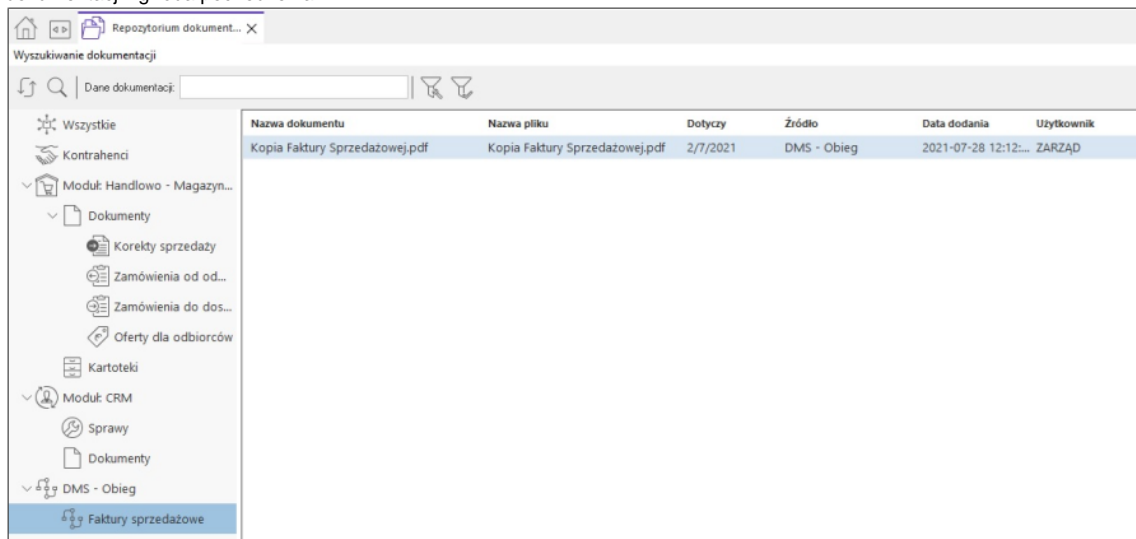 Repozytorium dokument...
Wyszukiwanie dokumentacji
Dane dokumentacji:
Wszystkie
Kontrahenci
Moduł: Handlowo - Magazyn...
Dokumenty
Korekty sprzedaży
Zamówienia od od...
Zamówienia do dos...
Oferty dla odbiorców
Kartoteki
Moduł: CRM
Sprawy
Dokumenty
DMS - Obieg
Faktury sprzedażowe
Nazwa dokumentu Nazwa pliku Dotyczy Źródło Data dodania Użytkownik
Kopia Faktury Sprzedażowej.pdf Kopia Faktury Sprzedażowej.pdf 2/7/2021 DMS - Obieg 2021-07-28 12:12:... ZARZĄD